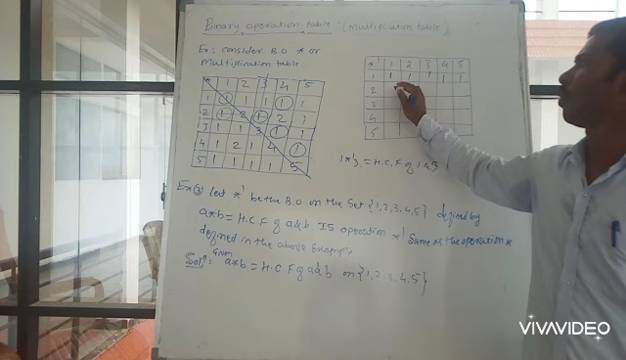 Binary operation table :- (Multiplication table)
Ex: consider B.O * or
Multiplication table
* 1 2 3 4 5
1 1 1 1 1 1
2 1 2 1 2 1
3 1 1 3 1 1
4 1 2 1 4 1
5 1 1 1 1 5
*' 1 2 3 4 5
1 1 1 1 1 1
2
3
4
5
1*'3 = H.C.F of 1 & 3
Ex ② let *' be the B.O on the Set {1,2,3,4,5} defined by
a*'b = H.C.F of a&b. IS operation *' Same as the operation *
defined in the above
Given
Sol: a*'b = H.C.F of a&b on {1,2,3,4,5}
VIVAVIDEO